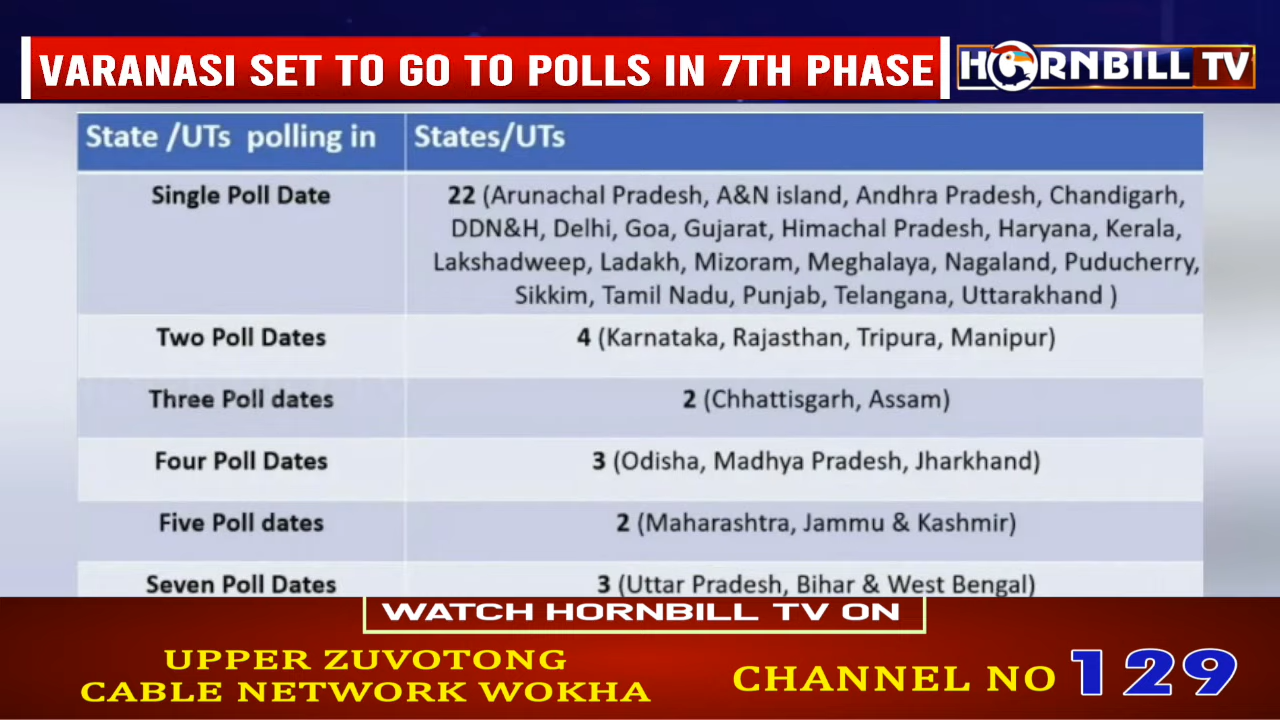 VARANASI SET TO GO TO POLLS IN 7TH PHASE
HORNBILL TV
State /UTs polling in
States/UTs
Single Poll Date
22 (Arunachal Pradesh, A&N island, Andhra Pradesh, Chandigarh,
DDN&H, Delhi, Goa, Gujarat, Himachal Pradesh, Haryana, Kerala,
Lakshadweep, Ladakh, Mizoram, Meghalaya, Nagaland, Puducherry,
Sikkim, Tamil Nadu, Punjab, Telangana, Uttarakhand )
Two Poll Dates
4 (Karnataka, Rajasthan, Tripura, Manipur)
Three Poll dates
2 (Chhattisgarh, Assam)
Four Poll Dates
3 (Odisha, Madhya Pradesh, Jharkhand)
Five Poll dates
2 (Maharashtra, Jammu & Kashmir)
Seven Poll Dates
3 (Uttar Pradesh, Bihar & West Bengal)
WATCH HORNBILL TV ON
UPPER ZUVOTONG
CABLE NETWORK WOKHA
CHANNEL NO 129